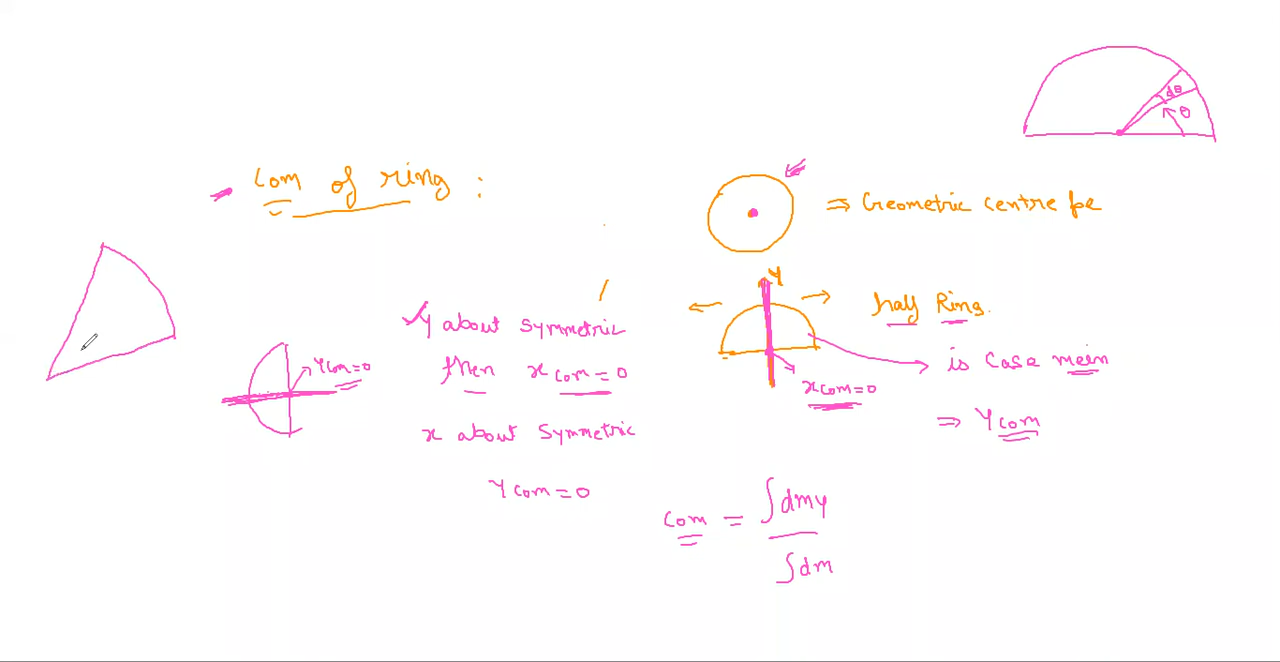 dθ
θ
Com of ring :
⇒ Geometric centre pe
Y
half Ring.
y about symmetric
then xcom=0
Ycom=0
xcom=0
is case mein
⇒ Ycom
x about symmetric
Ycom=0
com = ∫dmy
∫dm